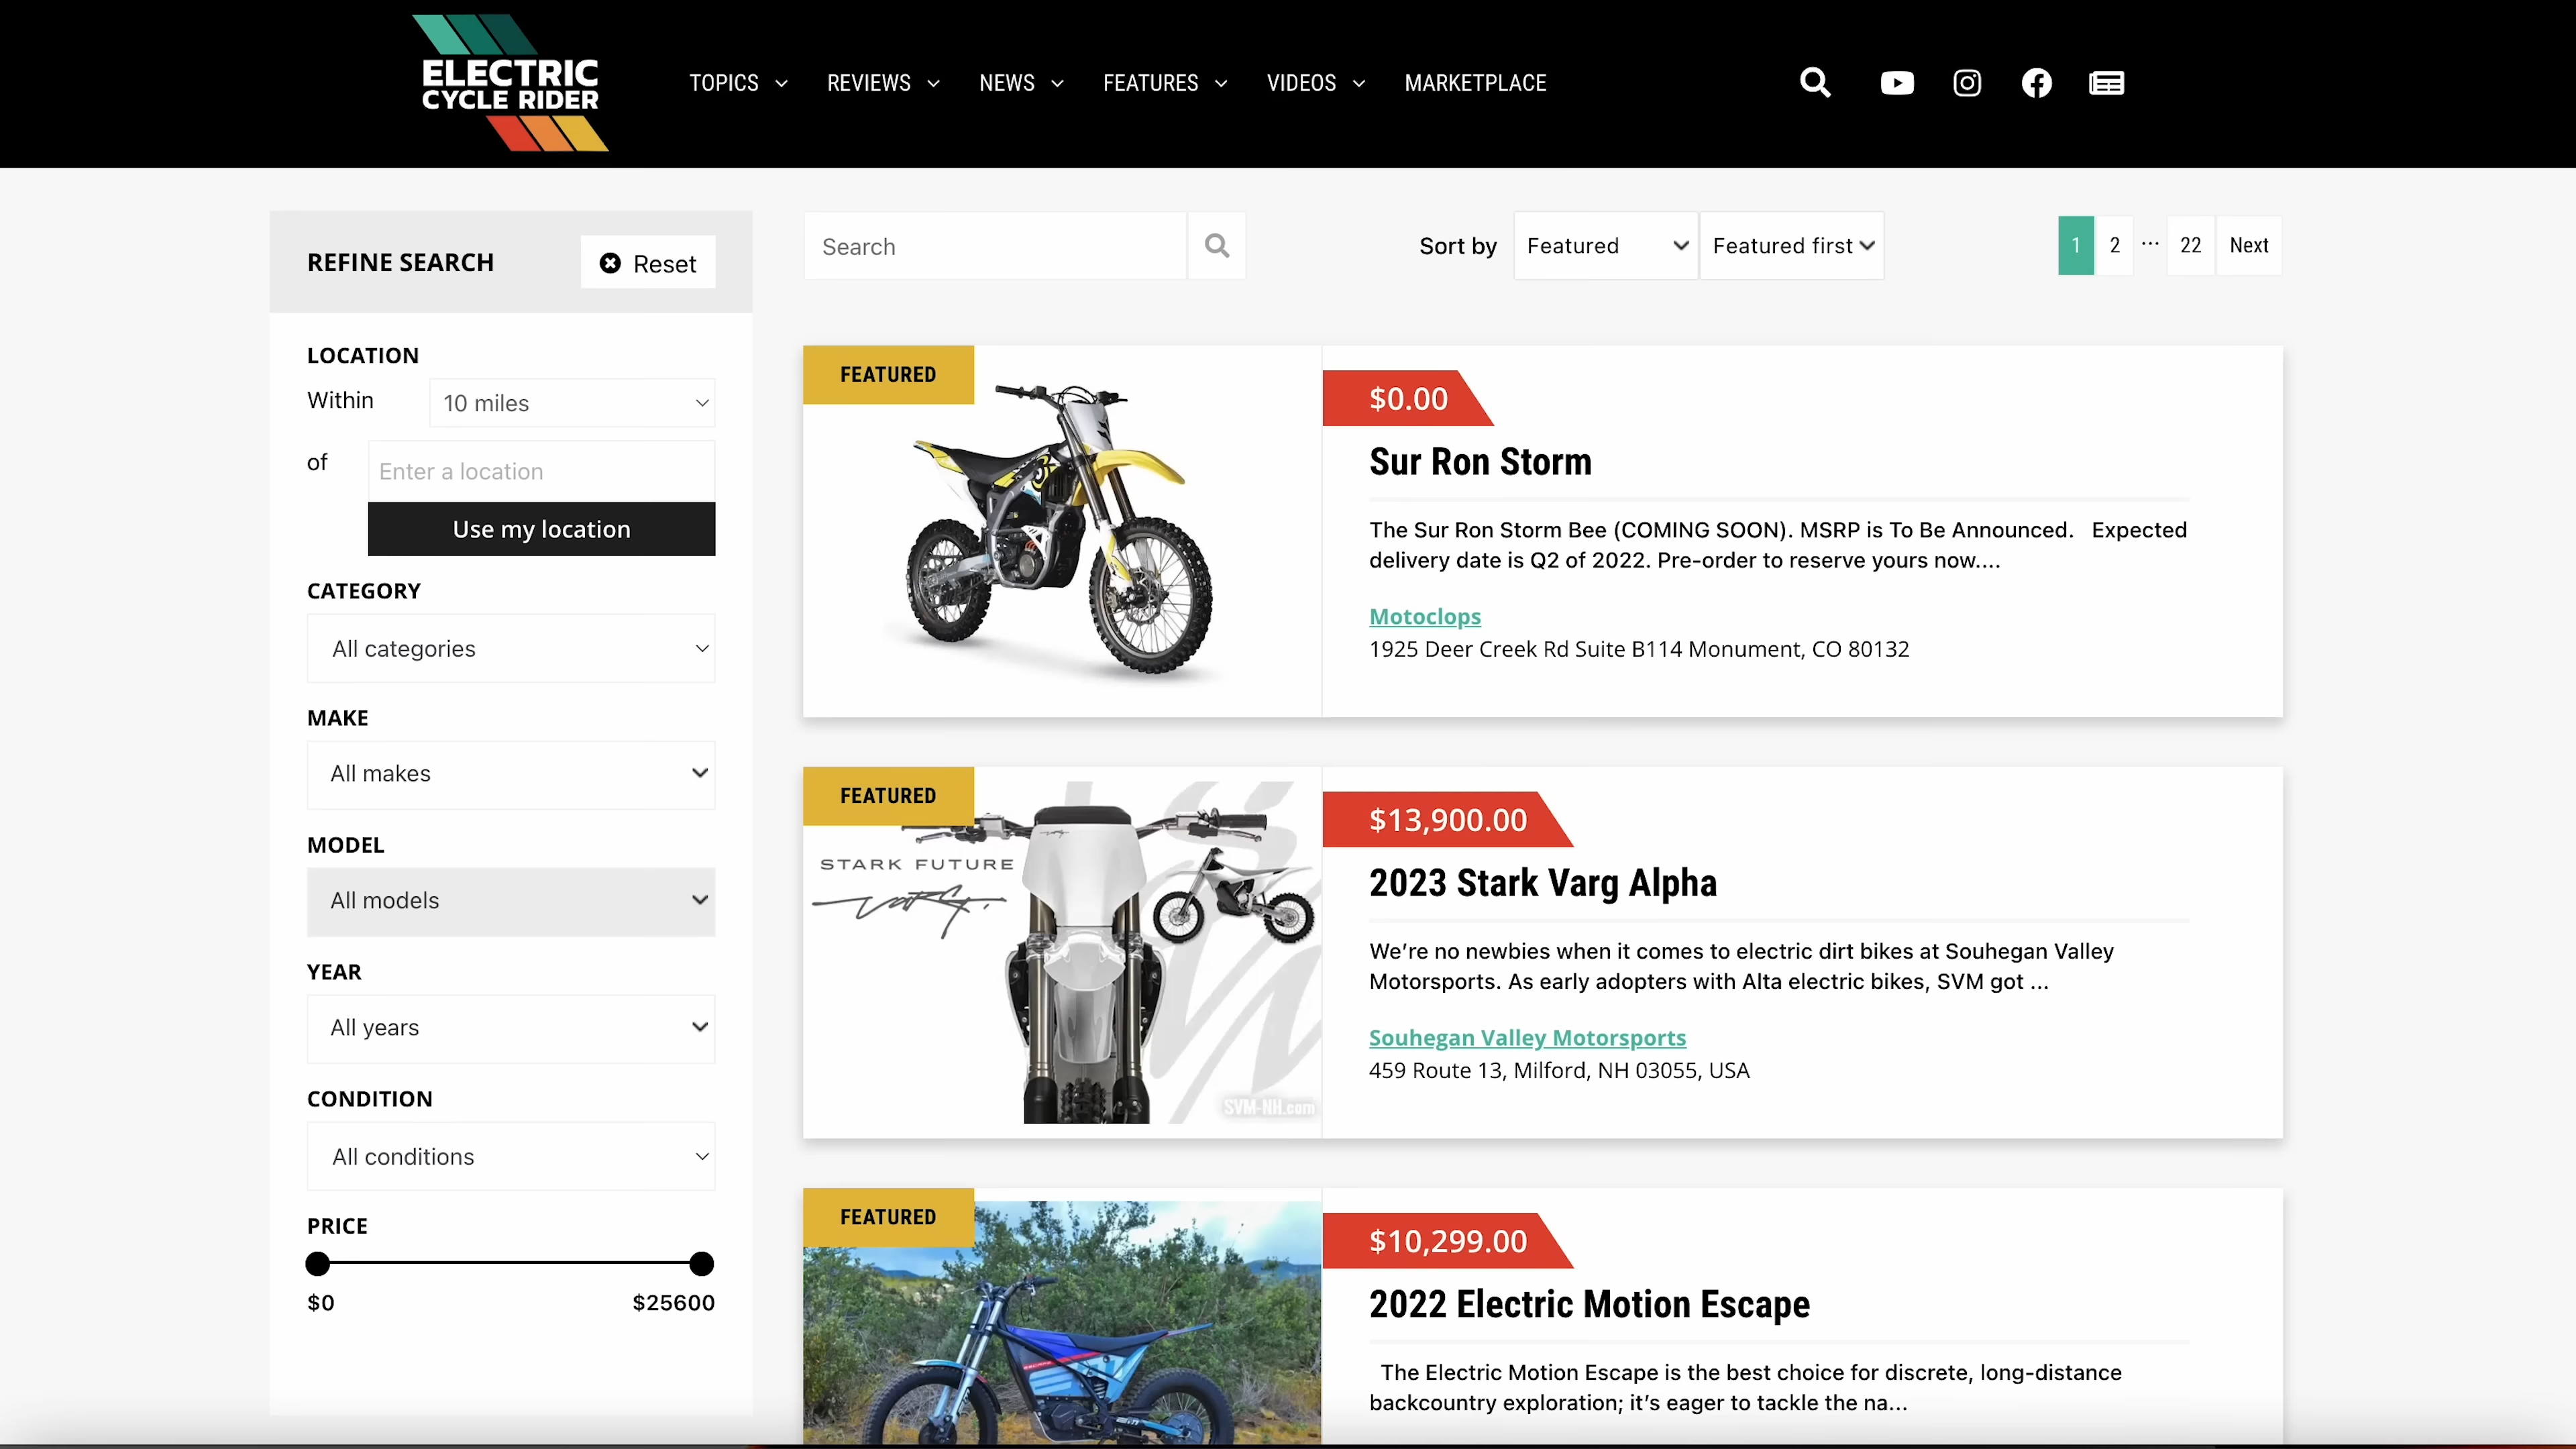 ELECTRIC
CYCLE RIDER
TOPICS
REVIEWS
NEWS
FEATURES
VIDEOS
MARKETPLACE
REFINE SEARCH
Reset
LOCATION
Within
10 miles
of
Enter a location
Use my location
CATEGORY
All categories
MAKE
All makes
MODEL
All models
YEAR
All years
CONDITION
All conditions
PRICE
$0
$25600
Search
Sort by
Featured
Featured first
1
2
...
22
Next
FEATURED
$0.00
Sur Ron Storm
The Sur Ron Storm Bee (COMING SOON). MSRP is To Be Announced.   Expected
delivery date is Q2 of 2022. Pre-order to reserve yours now....
Motoclops
1925 Deer Creek Rd Suite B114 Monument, CO 80132
FEATURED
STARK FUTURE
VARG
SVM-NH.com
$13,900.00
2023 Stark Varg Alpha
We’re no newbies when it comes to electric dirt bikes at Souhegan Valley
Motorsports. As early adopters with Alta electric bikes, SVM got ...
Souhegan Valley Motorsports
459 Route 13, Milford, NH 03055, USA
FEATURED
$10,299.00
2022 Electric Motion Escape
The Electric Motion Escape is the best choice for discrete, long-distance
backcountry exploration; it’s eager to tackle the na...